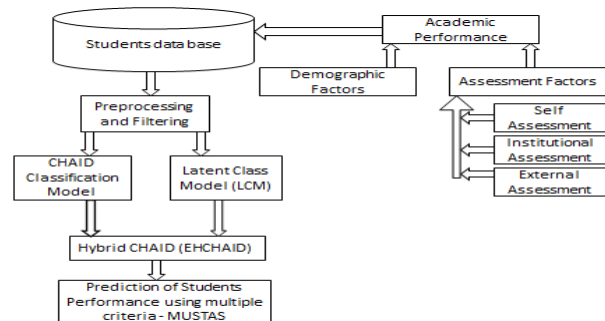 Students data base
Academic
Performance
Demographic
Factors
Assessment Factors
Self
Assessment
Institutional
Assessment
External
Assessment
Preprocessing
and Filtering
CHAID
Classification
Model
Latent Class
Model (LCM)
Hybrid CHAID (EHCHAID)
Prediction of Students
Performance using multiple
criteria - MUSTAS